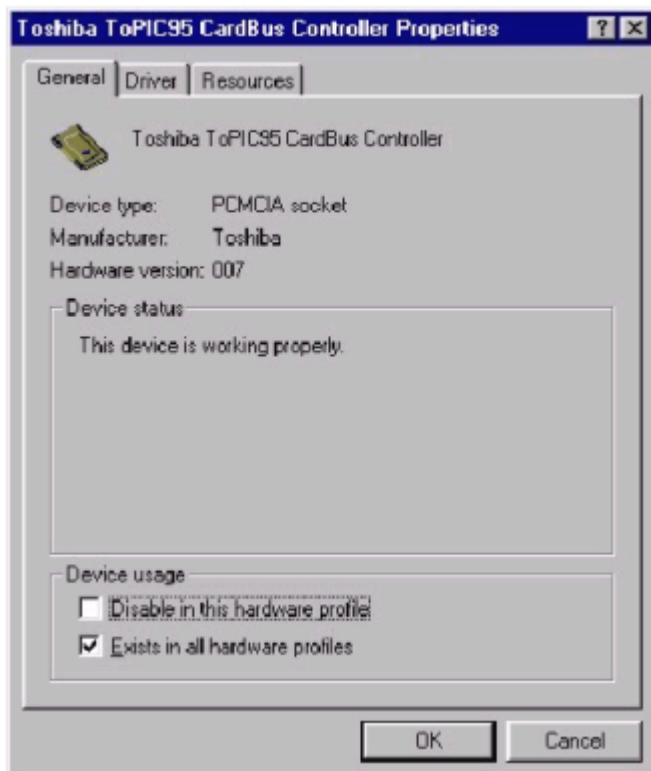 Toshiba ToPIC95 CardBus Controller Properties
General Driver Resources
Toshiba ToPIC95 CardBus Controller
Device type: PCMCIA socket
Manufacturer: Toshiba
Hardware version: 007
Device status
This device is working properly.
Device usage
Disable in this hardware profile
Exists in all hardware profiles
OK Cancel